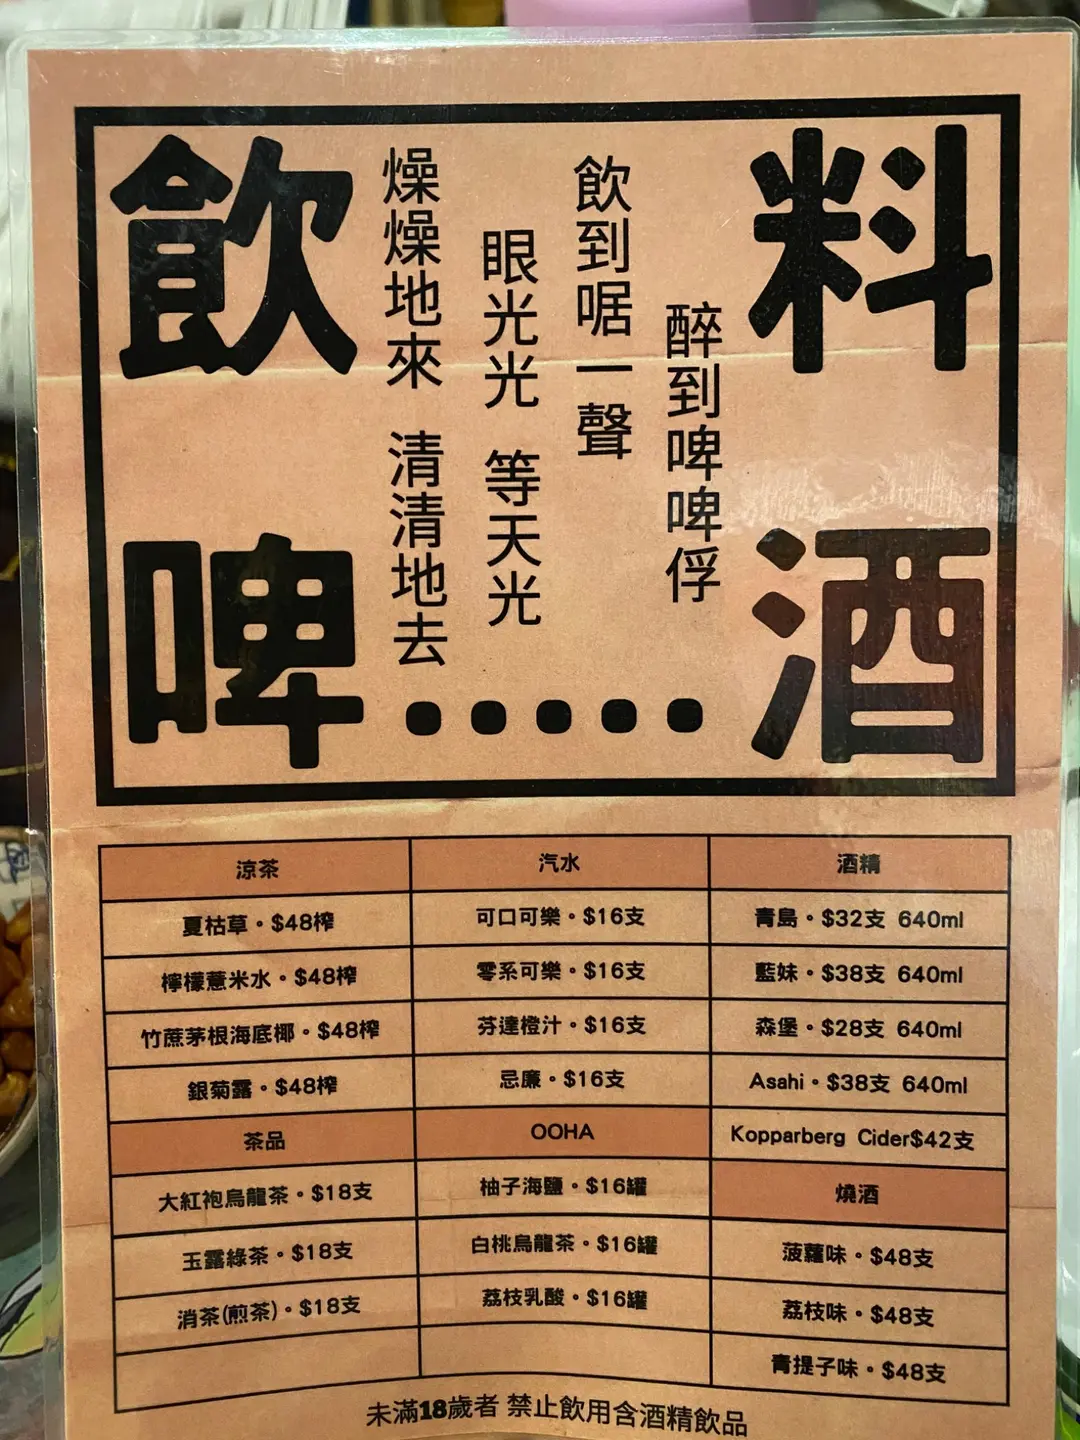 飲料
啤酒
燥燥地來 清清地去
眼光光 等天光
飲到啹一聲
醉到啤啤俘
.....
涼茶
夏枯草・$48榨
檸檬薏米水・$48榨
竹蔗茅根海底椰・$48榨
銀菊露・$48榨
茶品
大紅袍烏龍茶・$18支
玉露綠茶・$18支
消茶(煎茶)・$18支
汽水
可口可樂・$16支
零系可樂・$16支
芬達橙汁・$16支
忌廉・$16支
OOHA
柚子海鹽・$16罐
白桃烏龍茶・$16罐
荔枝乳酸・$16罐
酒精
青島・$32支 640ml
藍妹・$38支 640ml
森堡・$28支 640ml
Asahi・$38支 640ml
Kopparberg Cider$42支
燒酒
菠蘿味・$48支
荔枝味・$48支
青提子味・$48支
未滿18歲者 禁止飲用含酒精飲品